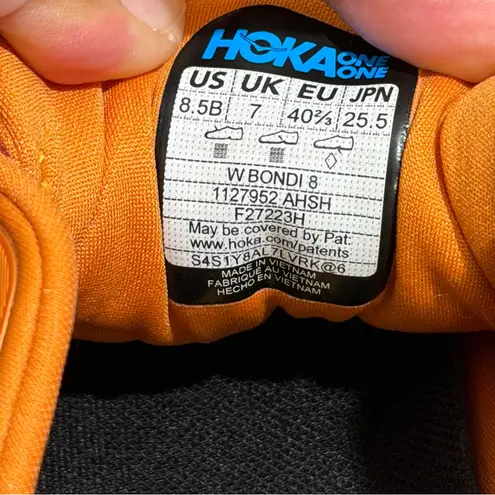 HOKA ONE ONE
US UK EU JPN
8.5B 7 40⅔ 25.5
W BONDI 8
1127952 AHSH
F27223H
May be covered by Pat:
www.hoka.com/patents
S4S1Y8AL7LVRK@6
MADE IN VIETNAM
FABRIQUÉ AU VIETNAM
HECHO EN VIETNAM